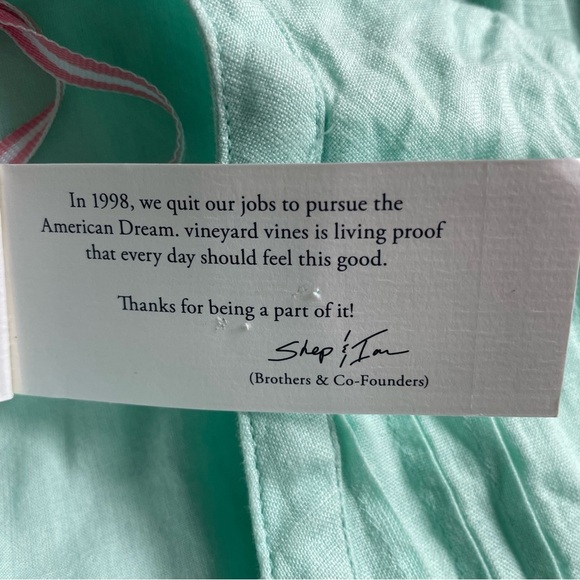 In 1998, we quit our jobs to pursue the
American Dream. vineyard vines is living proof
that every day should feel this good.
Thanks for being a part of it!
Shep & Ian
(Brothers & Co-Founders)